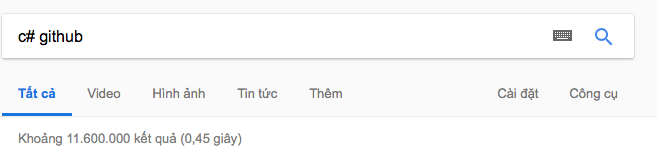 c# github
Tất cả Video Hình ảnh Tin tức Thêm Cài đặt Công cụ
Khoảng 11.600.000 kết quả (0,45 giây)